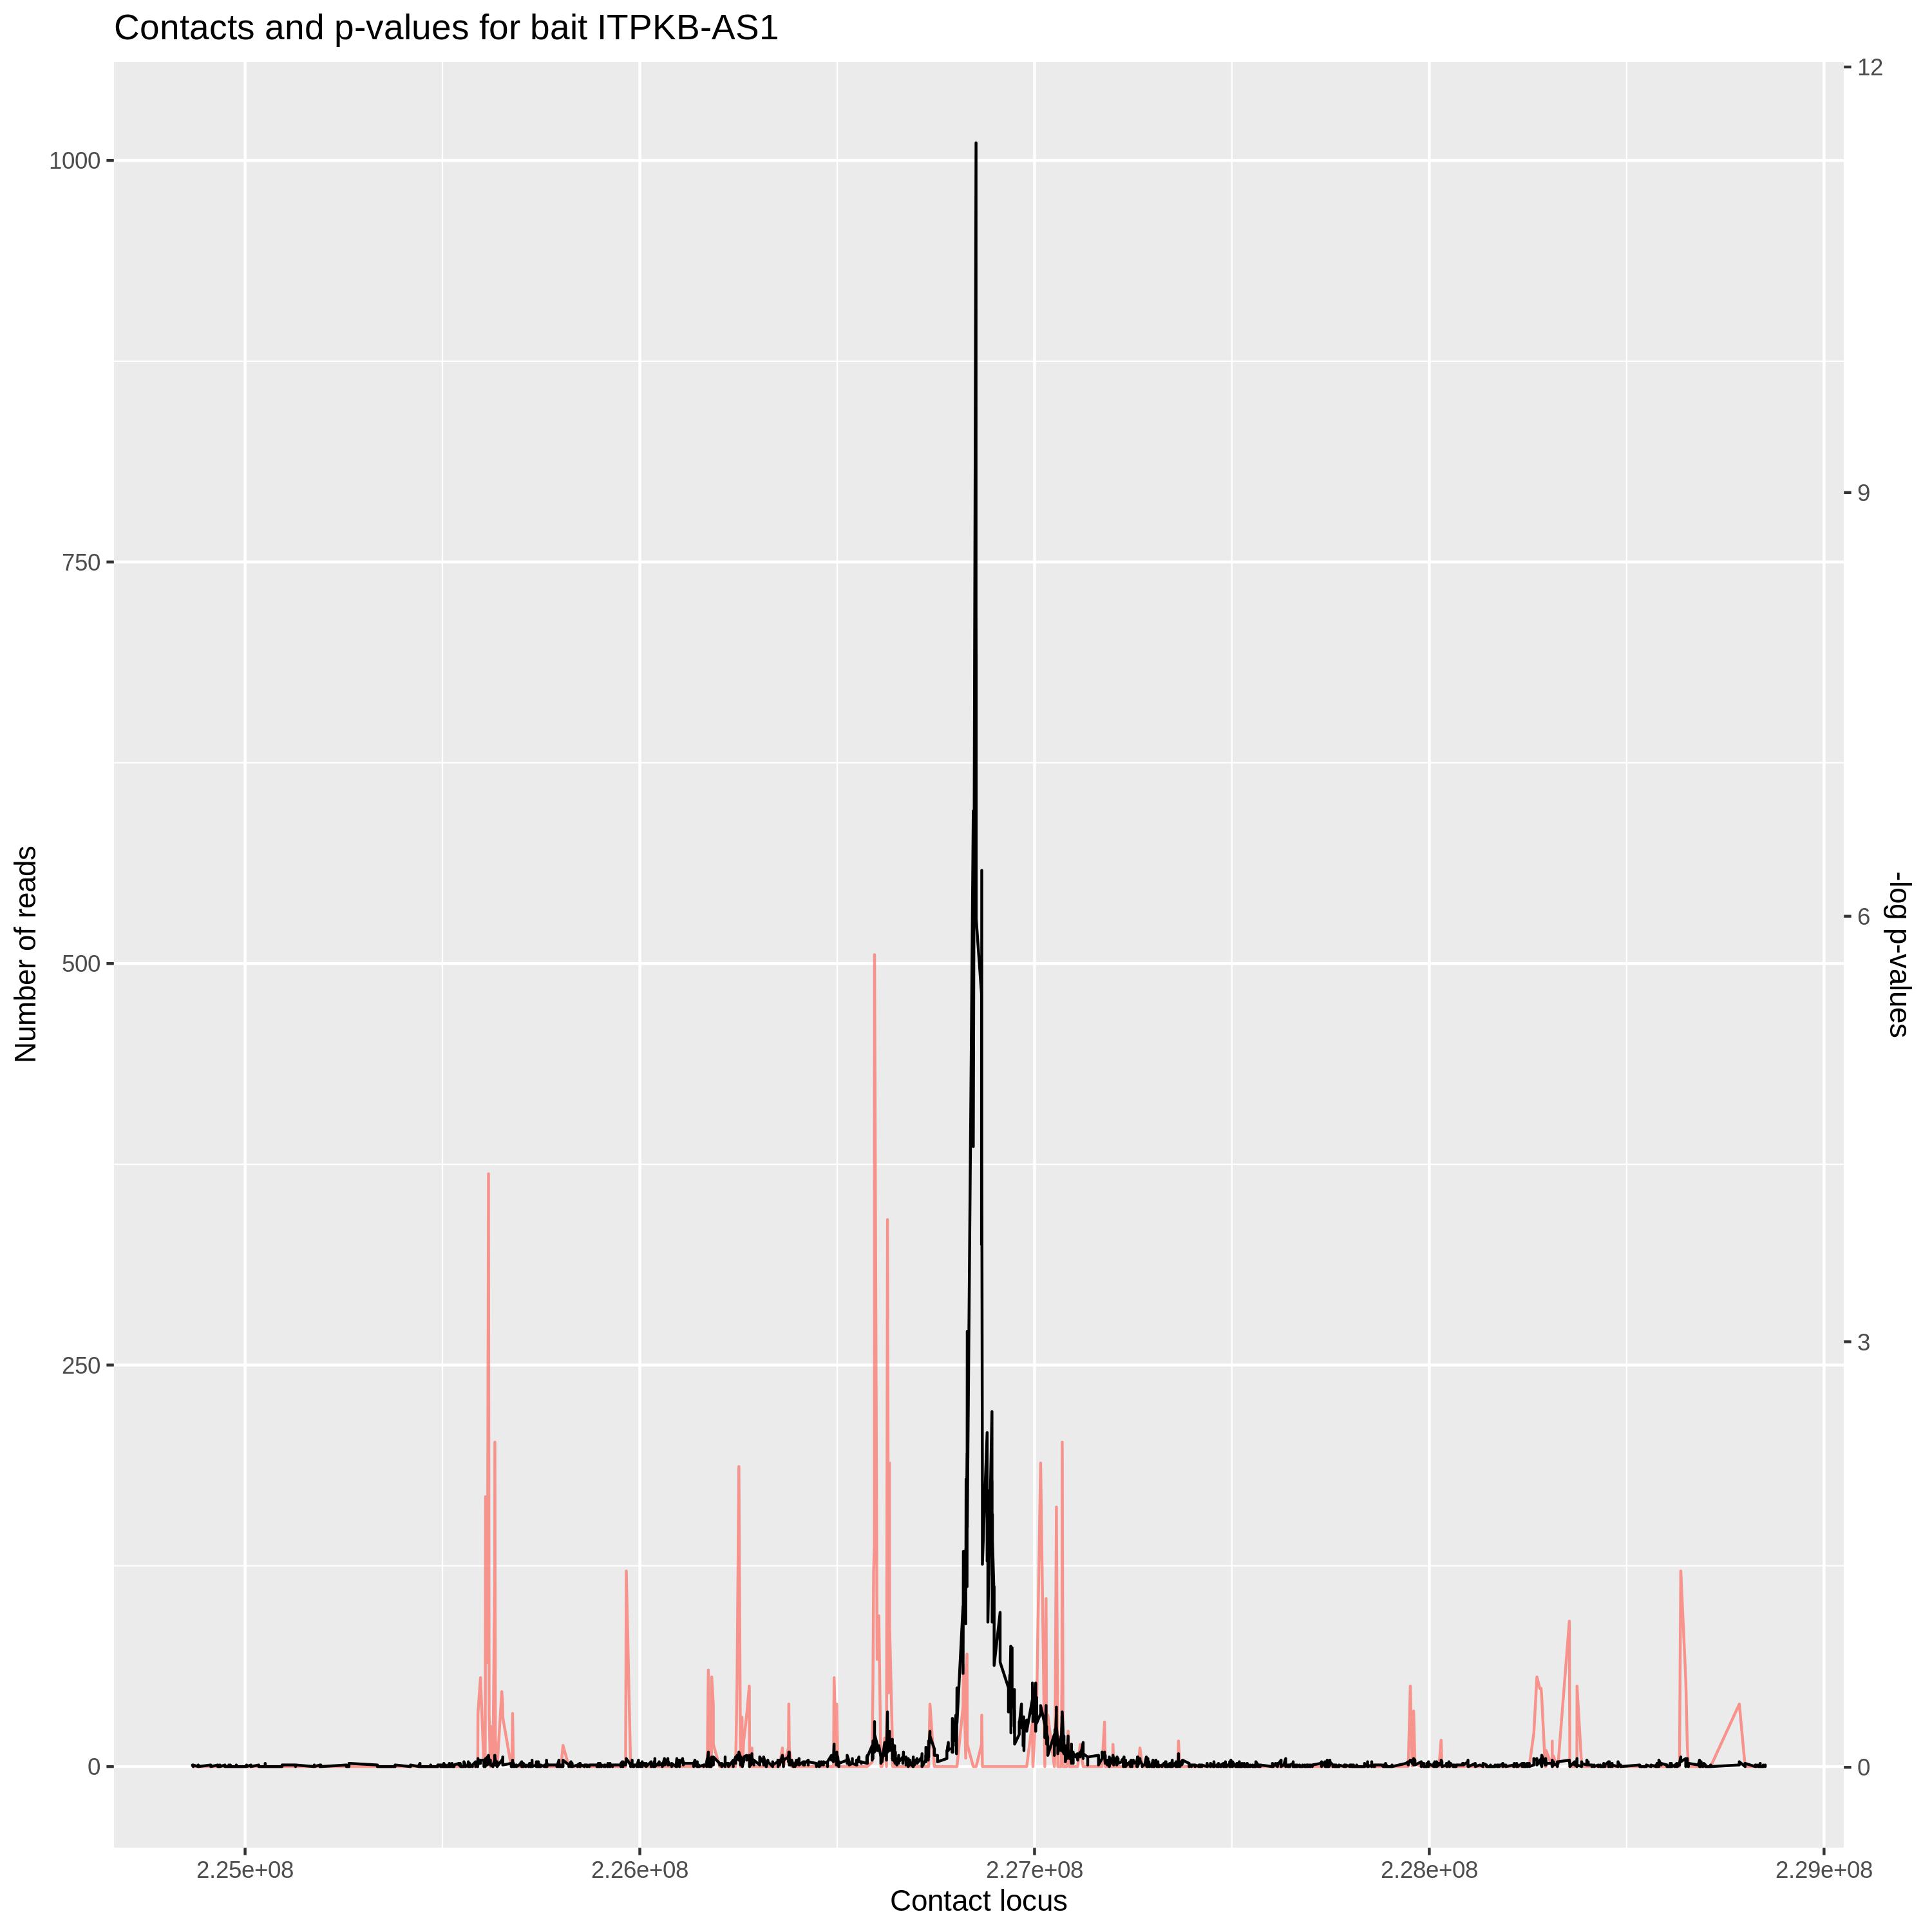 Contacts and p-values for bait ITPKB-AS1
1000
750
500
250
0
Number of reads
12
9
6
3
0
-log p-values
2.25e+08
2.26e+08
2.27e+08
2.28e+08
2.29e+08
Contact locus